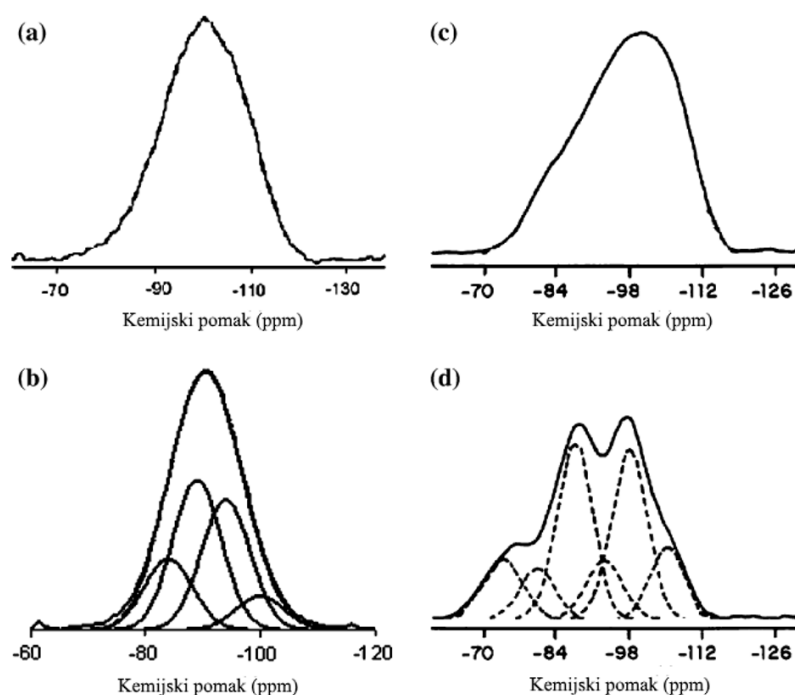 (a)
-70 -90 -110 -130
Kemijski pomak (ppm)
(c)
-70 -84 -98 -112 -126
Kemijski pomak (ppm)
(b)
-60 -80 -100 -120
Kemijski pomak (ppm)
(d)
-70 -84 -98 -112 -126
Kemijski pomak (ppm)